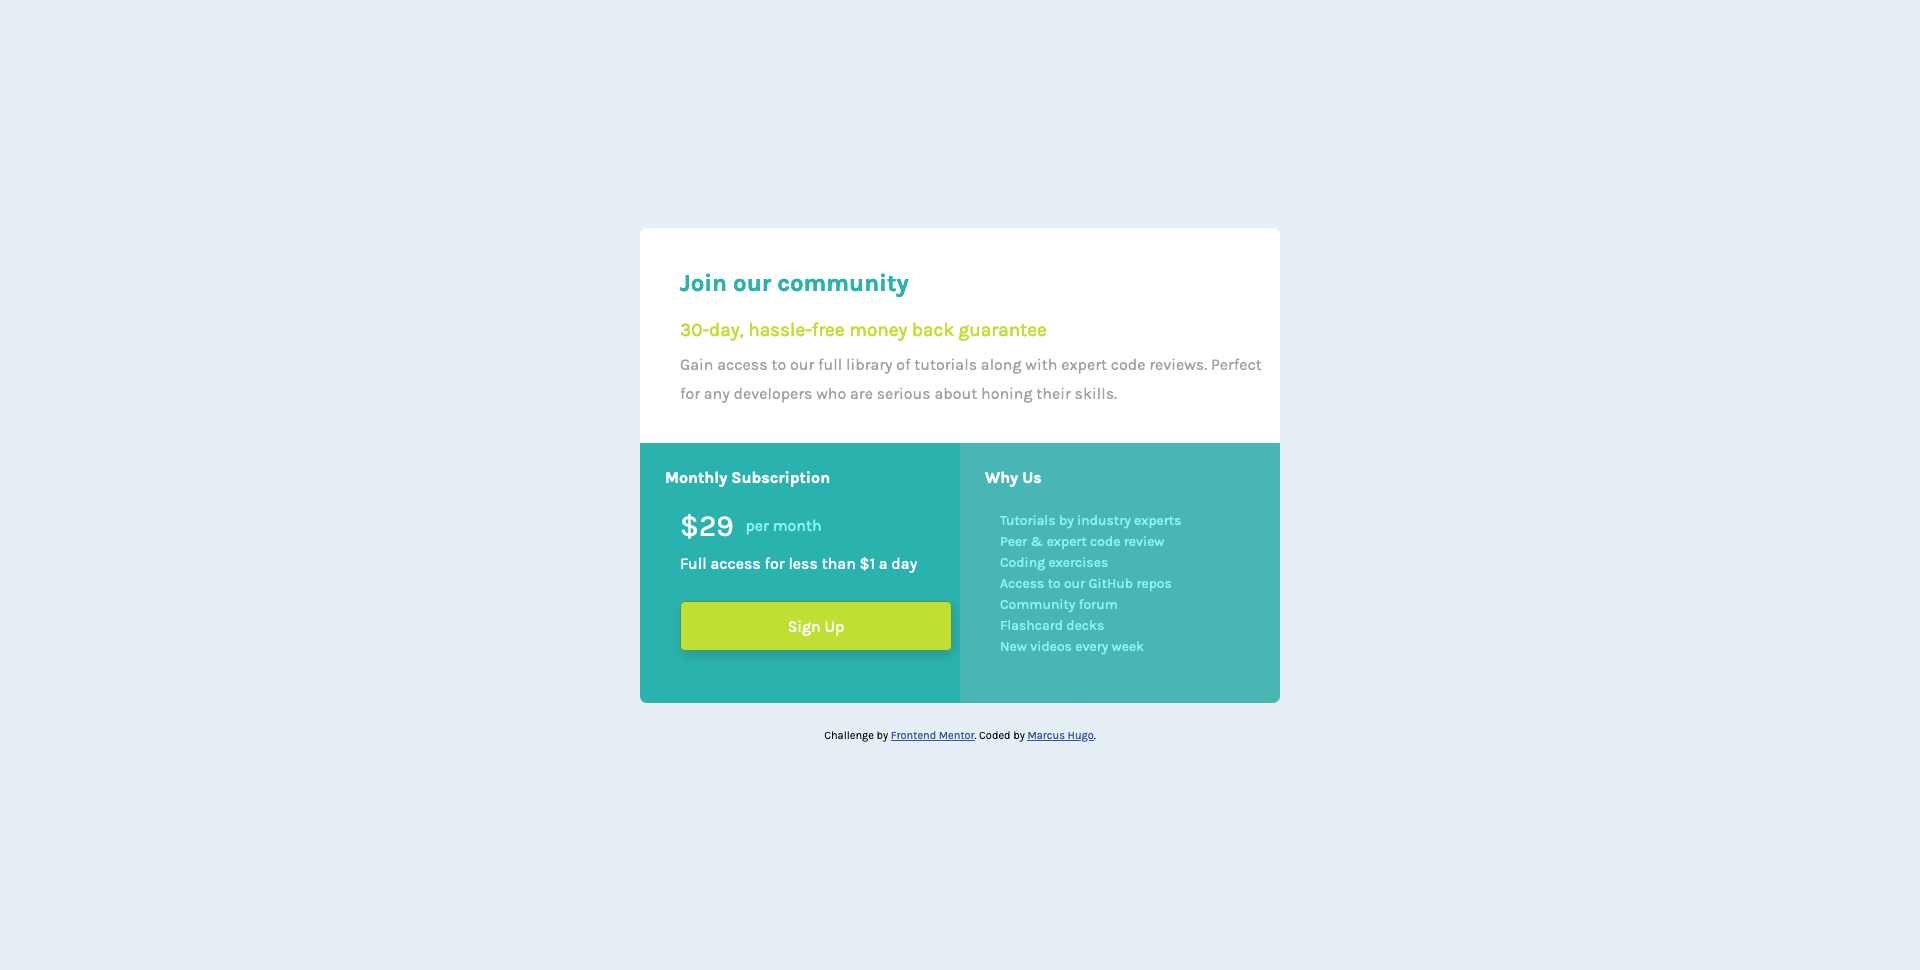 Join our community
30-day, hassle-free money back guarantee
Gain access to our full library of tutorials along with expert code reviews. Perfect
for any developers who are serious about honing their skills.
Monthly Subscription
$29 per month
Full access for less than $1 a day
Sign Up
Why Us
Tutorials by industry experts
Peer & expert code review
Coding exercises
Access to our GitHub repos
Community forum
Flashcard decks
New videos every week
Challenge by Frontend Mentor. Coded by Marcus Hugo.